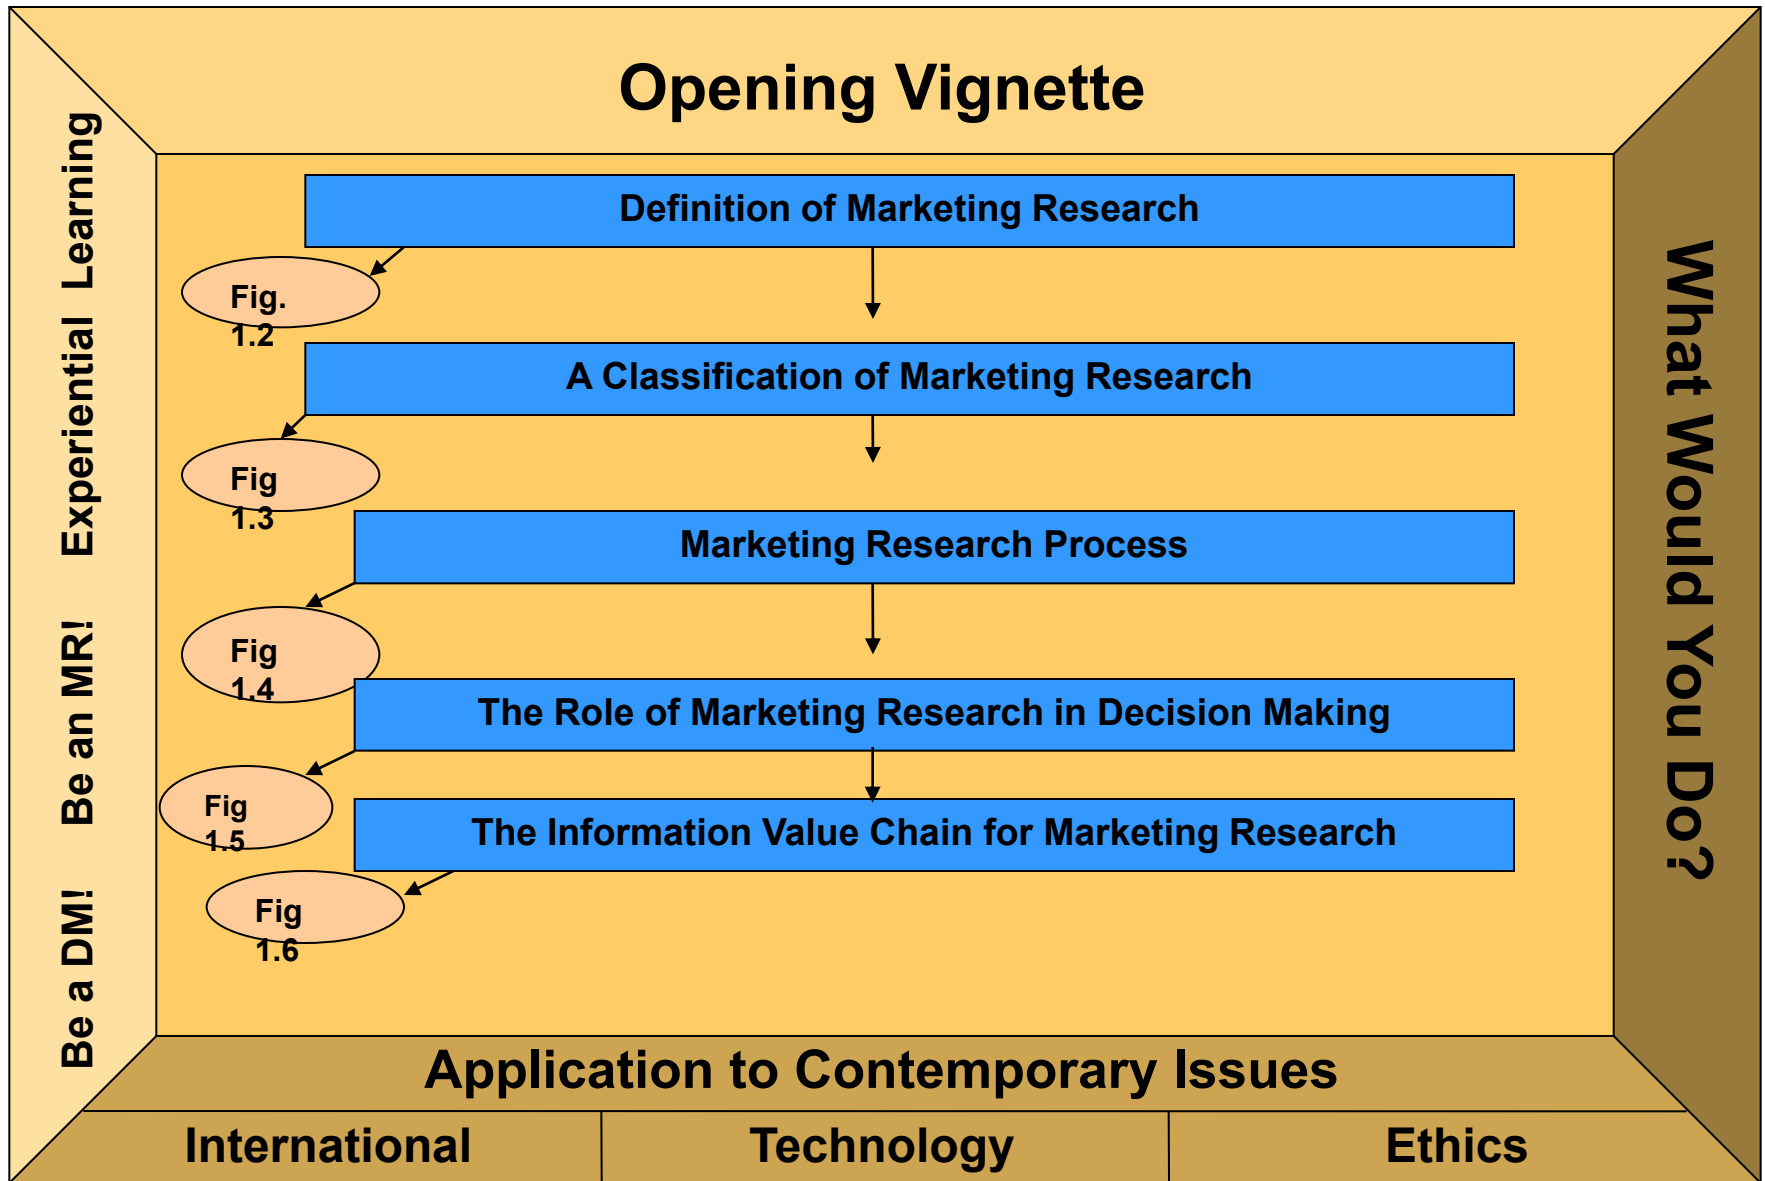 Opening Vignette
Be a DM! Be an MR! Experiential Learning
Definition of Marketing Research
Fig.
1.2
A Classification of Marketing Research
Fig
1.3
Marketing Research Process
Fig
1.4
The Role of Marketing Research in Decision Making
Fig
1.5
The Information Value Chain for Marketing Research
Fig
1.6
What Would You Do?
Application to Contemporary Issues
International
Technology
Ethics